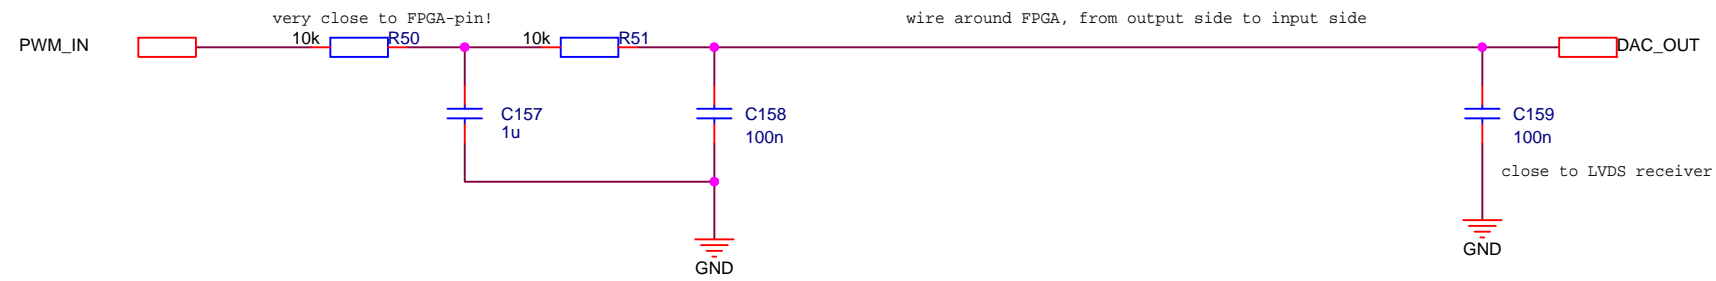 very close to FPGA-pin!
wire around FPGA, from output side to input side
PWM_IN
10k
R50
10k
R51
DAC_OUT
C157
1u
C158
100n
C159
100n
close to LVDS receiver
GND
GND